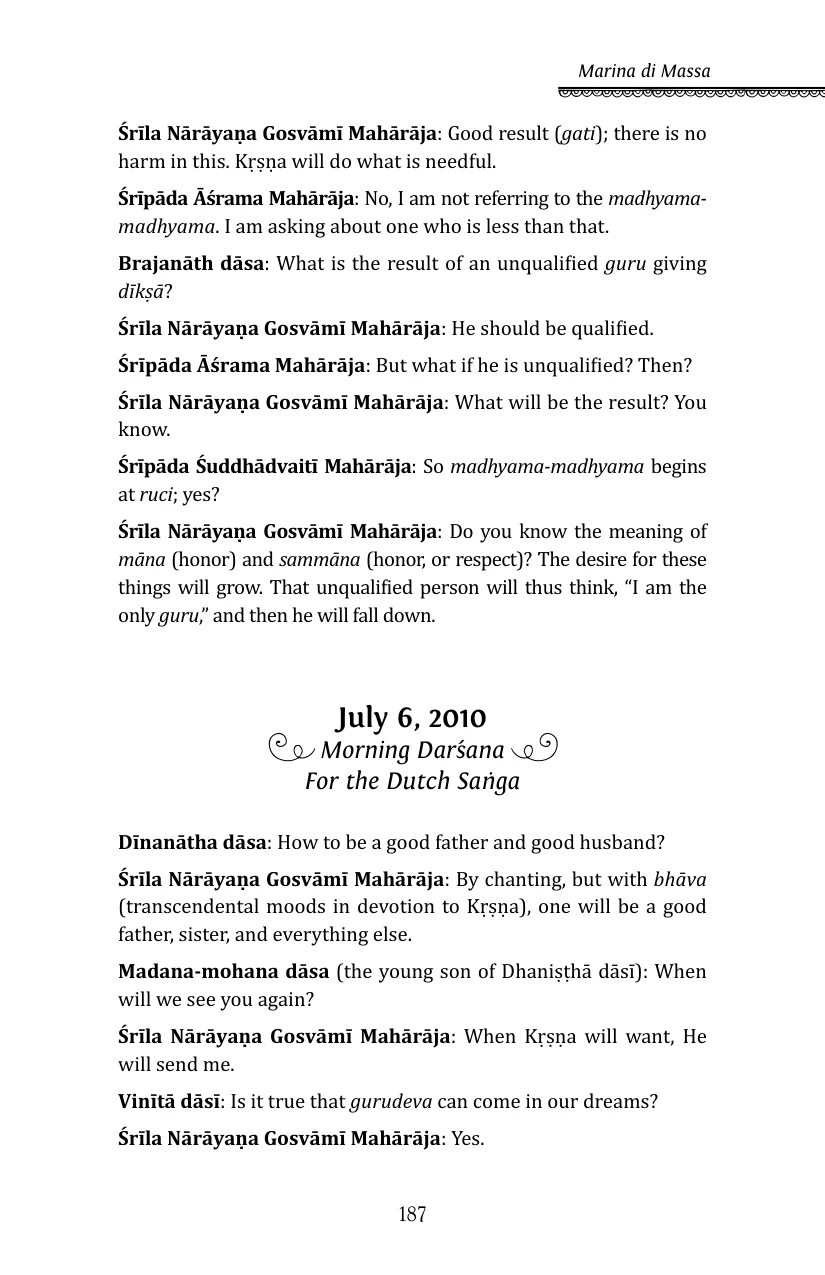 Marina di Massa
Śrīla Nārāyaṇa Gosvāmī Mahārāja: Good result (gati); there is no
harm in this. Kṛṣṇa will do what is needful.
Śrīpāda Āśrama Mahārāja: No, I am not referring to the madhyama-
madhyama. I am asking about one who is less than that.
Brajanāth dāsa: What is the result of an unqualified guru giving
dīkṣā?
Śrīla Nārāyaṇa Gosvāmī Mahārāja: He should be qualified.
Śrīpāda Āśrama Mahārāja: But what if he is unqualified? Then?
Śrīla Nārāyaṇa Gosvāmī Mahārāja: What will be the result? You
know.
Śrīpāda Śuddhādvaitī Mahārāja: So madhyama-madhyama begins
at ruci; yes?
Śrīla Nārāyaṇa Gosvāmī Mahārāja: Do you know the meaning of
māna (honor) and sammāna (honor, or respect)? The desire for these
things will grow. That unqualified person will thus think, “I am the
only guru,” and then he will fall down.
July 6, 2010
Morning Darśana
For the Dutch Saṅga
Dīnanātha dāsa: How to be a good father and good husband?
Śrīla Nārāyaṇa Gosvāmī Mahārāja: By chanting, but with bhāva
(transcendental moods in devotion to Kṛṣṇa), one will be a good
father, sister, and everything else.
Madana-mohana dāsa (the young son of Dhaniṣṭhā dāsī): When
will we see you again?
Śrīla Nārāyaṇa Gosvāmī Mahārāja: When Kṛṣṇa will want, He
will send me.
Vinītā dāsī: Is it true that gurudeva can come in our dreams?
Śrīla Nārāyaṇa Gosvāmī Mahārāja: Yes.
187